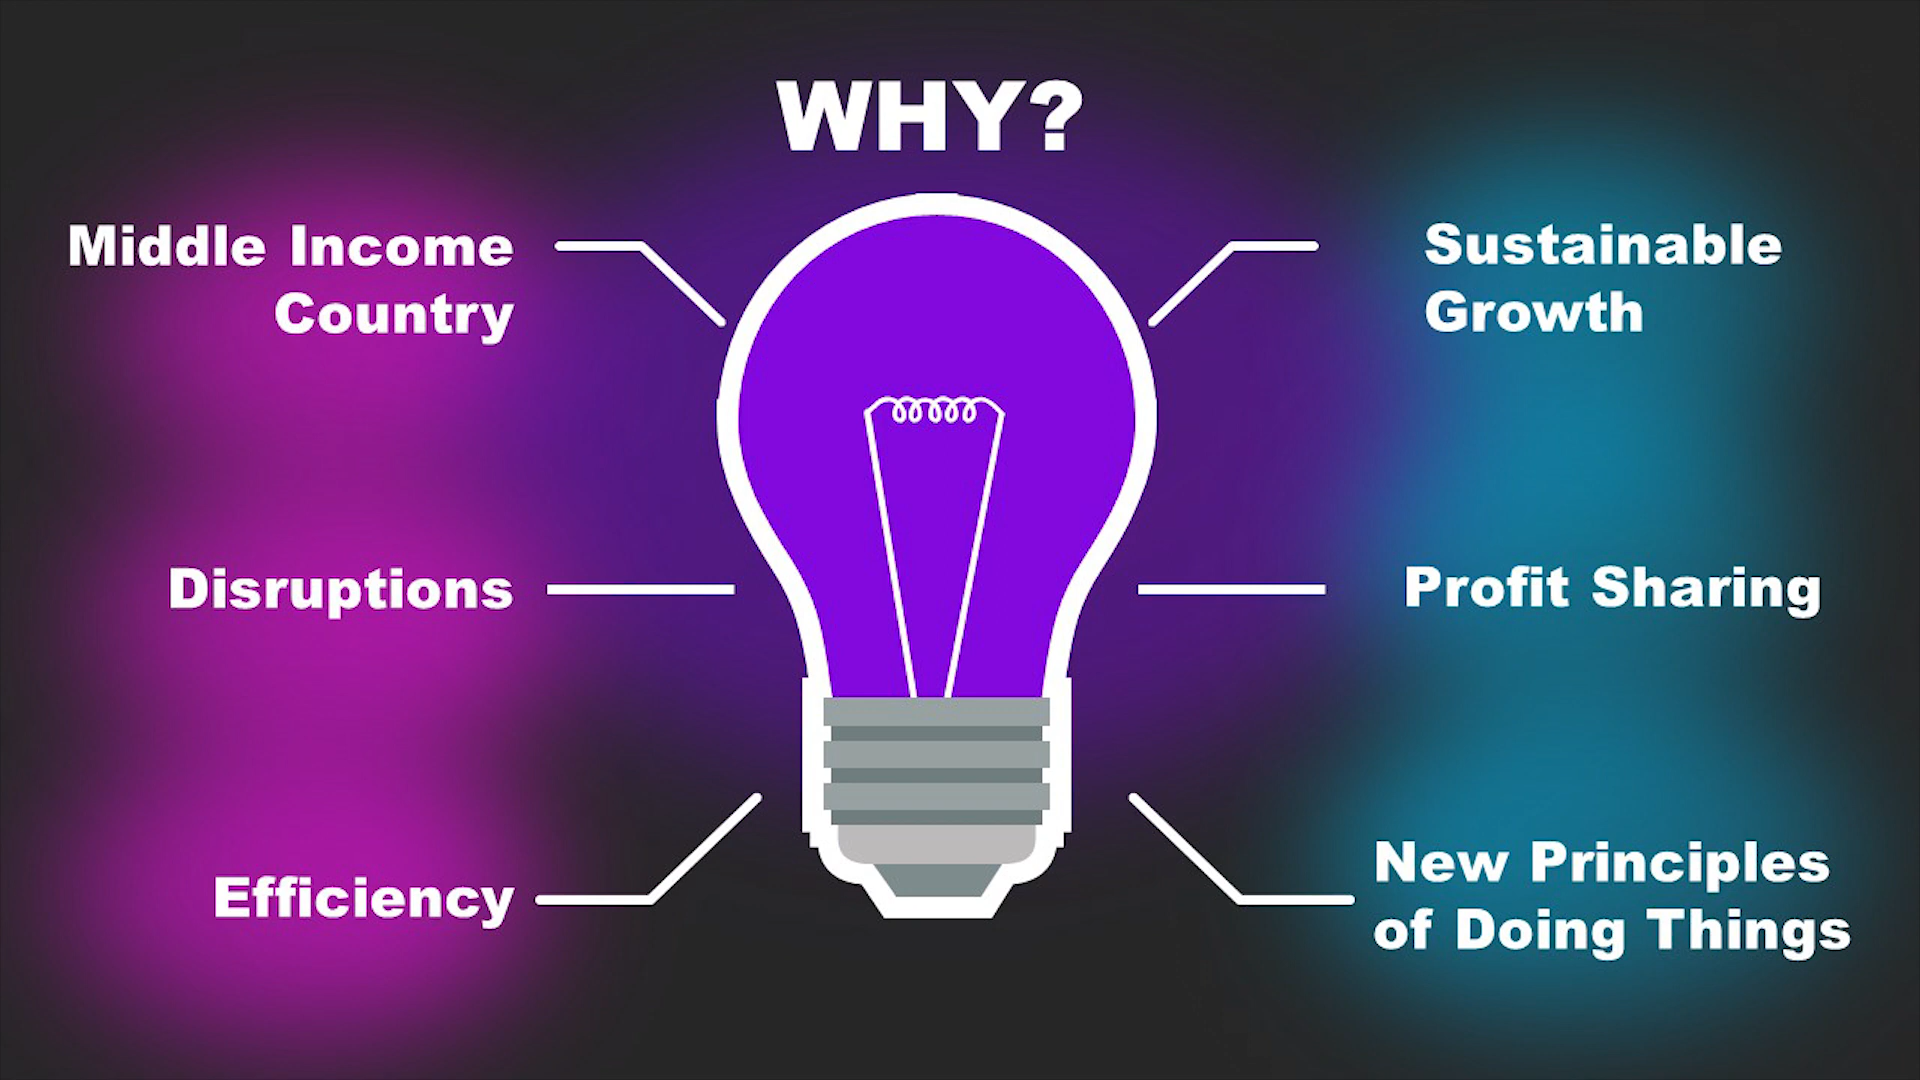 WHY?
Middle Income
Country
Disruptions
Efficiency
Sustainable
Growth
Profit Sharing
New Principles
of Doing Things